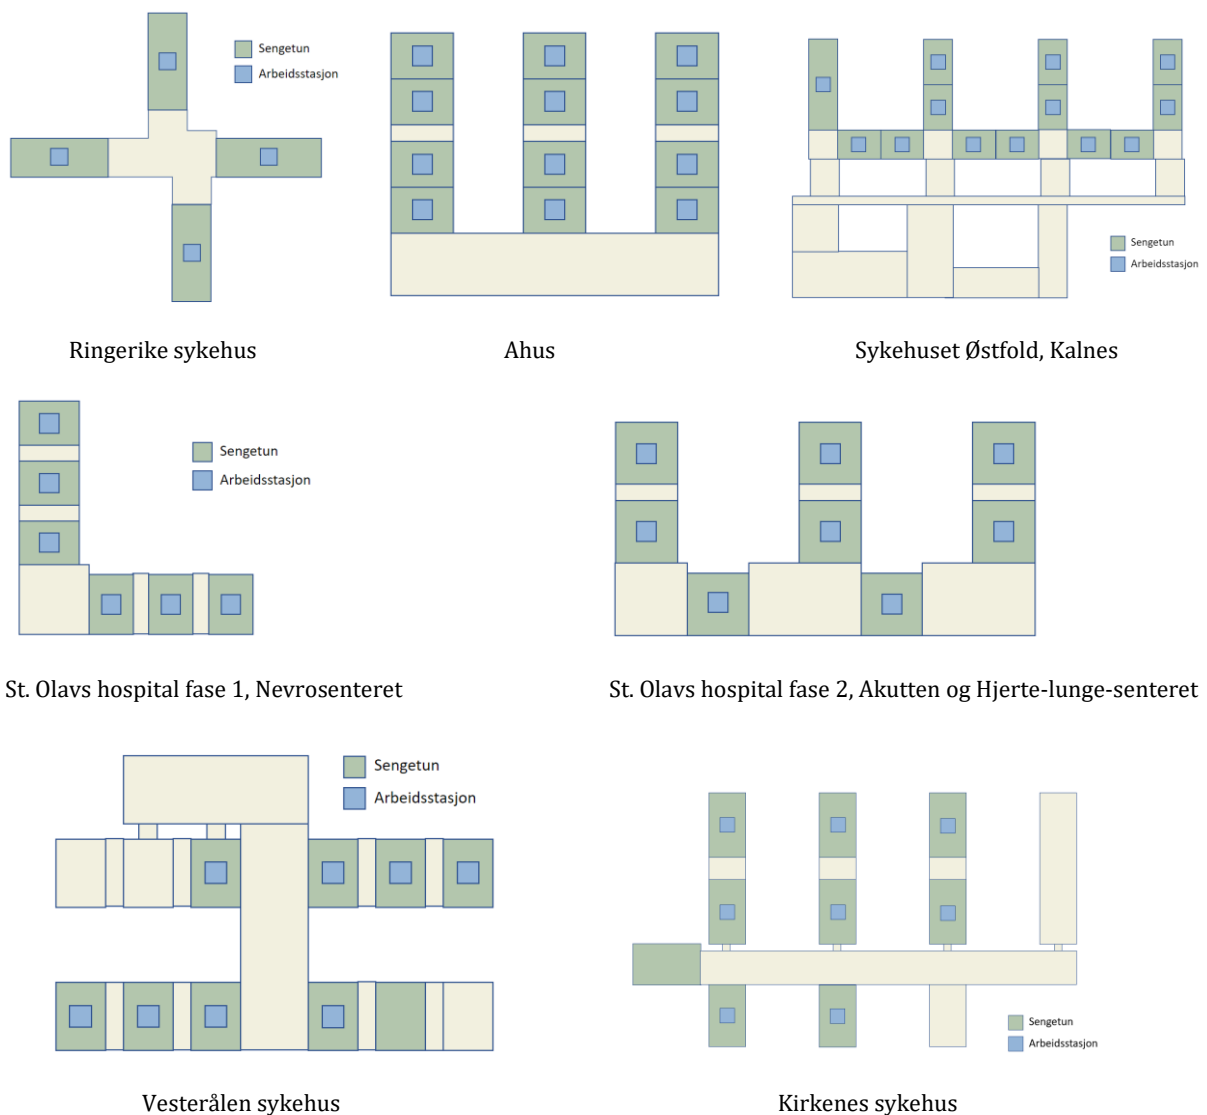 Sengetun
Arbeidsstasjon
Sengetun
Arbeidsstasjon
Ringerike sykehus
Ahus
Sykehuset Østfold, Kalnes
Sengetun
Arbeidsstasjon
St. Olavs hospital fase 1, Nevrosenteret
St. Olavs hospital fase 2, Akutten og Hjerte-lunge-senteret
Sengetun
Arbeidsstasjon
Sengetun
Arbeidsstasjon
Vesterålen sykehus
Kirkenes sykehus